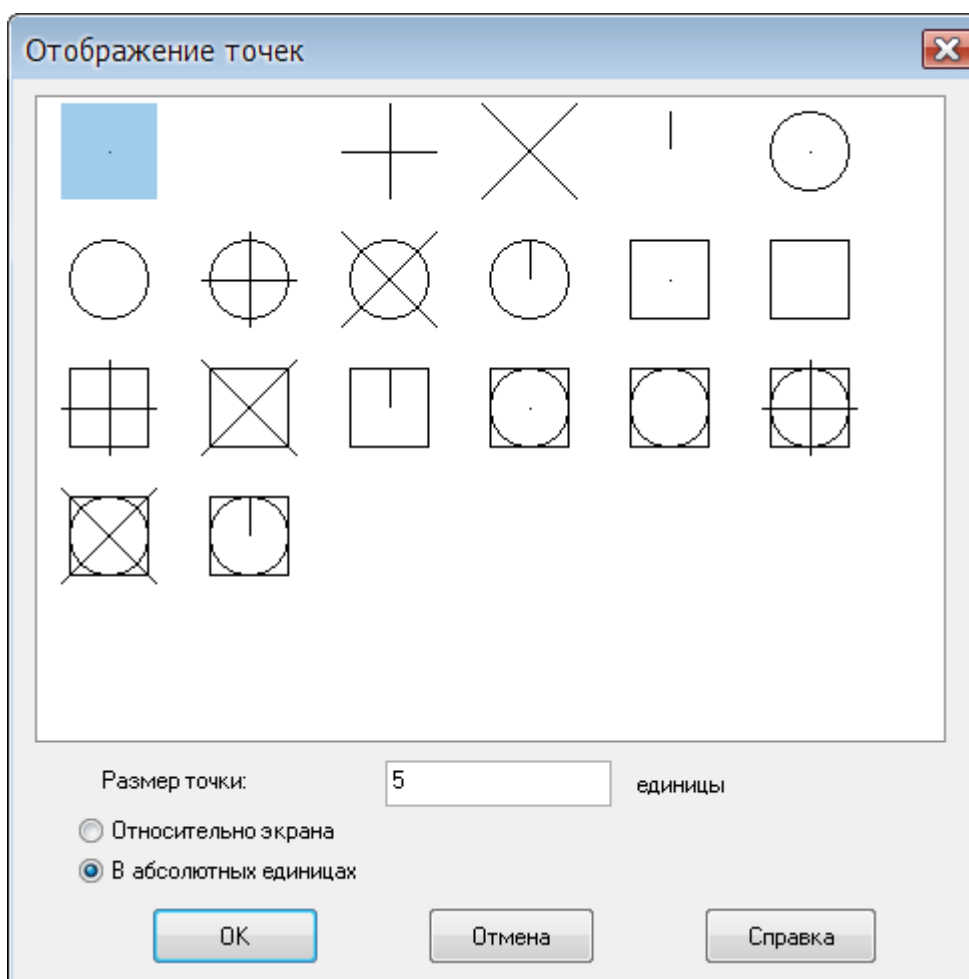 Отображение точек
Размер точки: 5 единицы
Относительно экрана
В абсолютных единицах
OK Отмена Справка